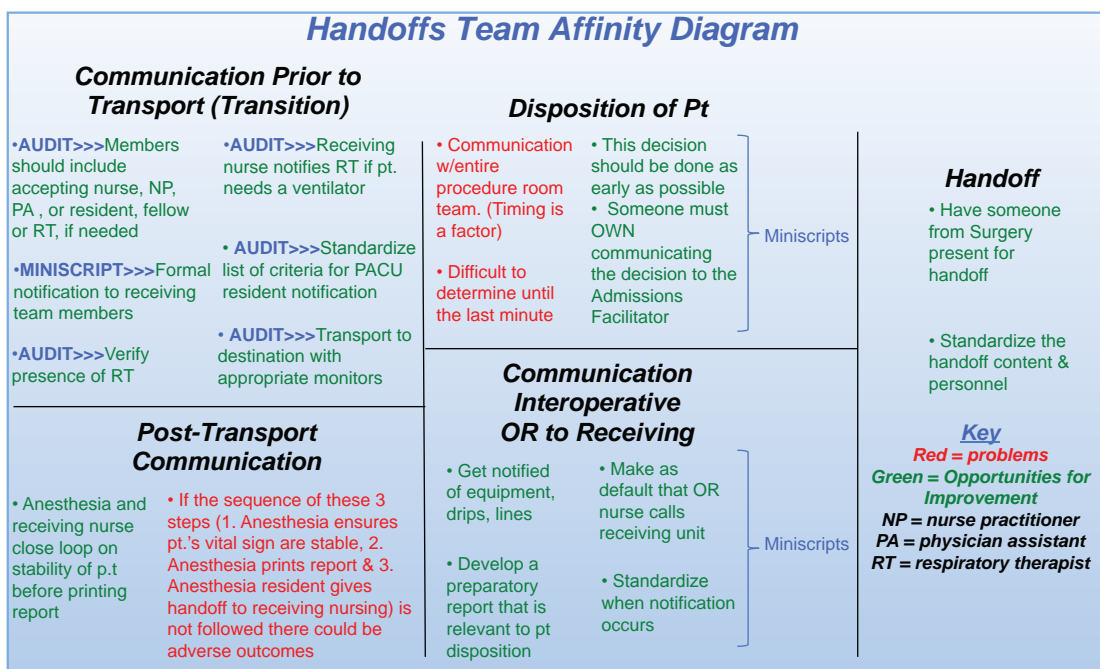 Handoffs Team Affinity Diagram
Communication Prior to
Transport (Transition)
•AUDIT>>>Members
should include
accepting nurse, NP,
PA , or resident, fellow
or RT, if needed
•MINISCRIPT>>>Formal
notification to receiving
team members
•AUDIT>>>Verify
presence of RT
•AUDIT>>>Receiving
nurse notifies RT if pt.
needs a ventilator
• AUDIT>>>Standardize
list of criteria for PACU
resident notification
• AUDIT>>>Transport to
destination with
appropriate monitors
Disposition of Pt
• Communication
w/entire
procedure room
team. (Timing is
a factor)
• Difficult to
determine until
the last minute
• This decision
should be done as
early as possible
• Someone must
OWN
communicating
the decision to the
Admissions
Facilitator
Miniscripts
Post-Transport
Communication
• Anesthesia and
receiving nurse
close loop on
stability of p.t
before printing
report
• If the sequence of these 3
steps (1. Anesthesia ensures
pt.'s vital sign are stable, 2.
Anesthesia prints report & 3.
Anesthesia resident gives
handoff to receiving nursing) is
not followed there could be
adverse outcomes
Communication
Interoperative
OR to Receiving
• Get notified
of equipment,
drips, lines
• Develop a
preparatory
report that is
relevant to pt
disposition
• Make as
default that OR
nurse calls
receiving unit
• Standardize
when notification
occurs
Miniscripts
Handoff
• Have someone
from Surgery
present for
handoff
• Standardize the
handoff content &
personnel
Key
Red = problems
Green = Opportunities for
Improvement
NP = nurse practitioner
PA = physician assistant
RT = respiratory therapist